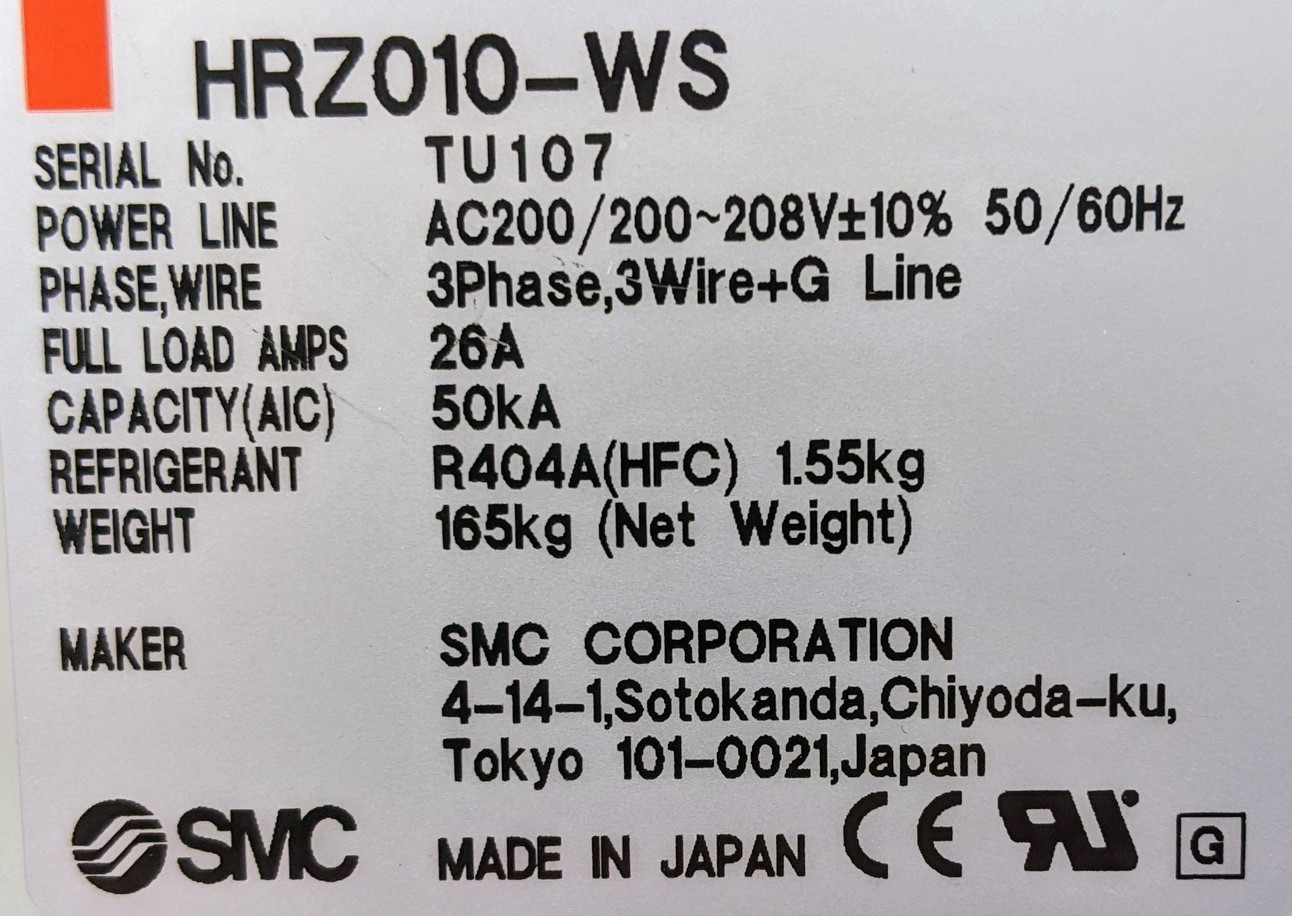 HRZ010-WS
SERIAL No. TU107
POWER LINE AC200/200~208V±10% 50/60Hz
PHASE,WIRE 3Phase,3Wire+G Line
FULL LOAD AMPS 26A
CAPACITY(AIC) 50kA
REFRIGERANT R404A(HFC) 1.55kg
WEIGHT 165kg (Net Weight)
MAKER SMC CORPORATION
4-14-1,Sotokanda,Chiyoda-ku,
Tokyo 101-0021,Japan
SMC MADE IN JAPAN CE RU G